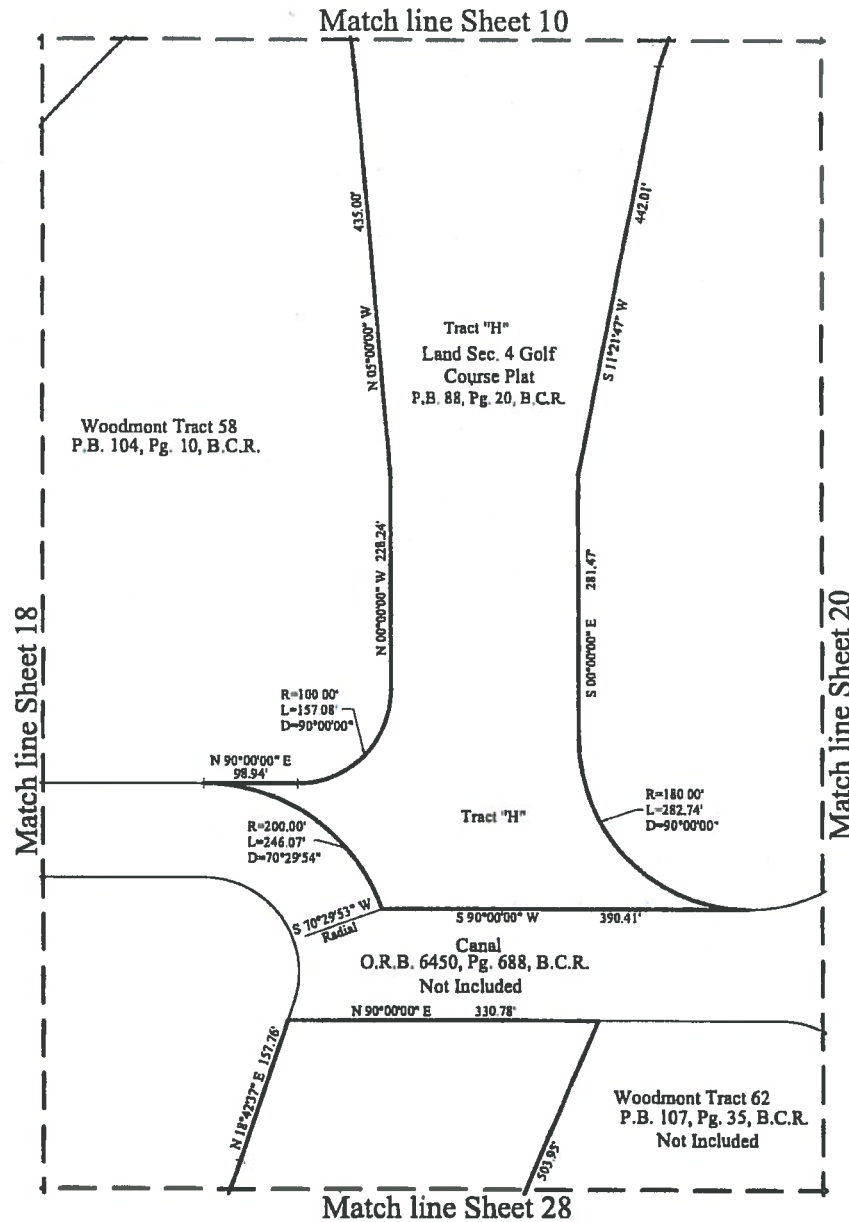 Match line Sheet 10
435.00'
442.01'
N 05°00'00" W
S 11°21'47" W
Tract "H"
Land Sec. 4 Golf
Course Plat
P.B. 88, Pg. 20, B.C.R.
Woodmont Tract 58
P.B. 104, Pg. 10, B.C.R.
N 00°00'00" W 228.24'
S 00°00'00" E 281.47'
Match line Sheet 18
Match line Sheet 20
R=100.00'
L=157.08'
D=90°00'00"
N 90°00'00" E
98.94'
R=180.00'
L=282.74'
D=90°00'00"
Tract "H"
R=200.00'
L=246.07'
D=70°29'54"
S 70°29'53" W
Radial
S 90°00'00" W 390.41'
Canal
O.R.B. 6450, Pg. 688, B.C.R.
Not Included
N 90°00'00" E 330.78'
N 18°42'37" E 157.76'
503.95'
Woodmont Tract 62
P.B. 107, Pg. 35, B.C.R.
Not Included
Match line Sheet 28